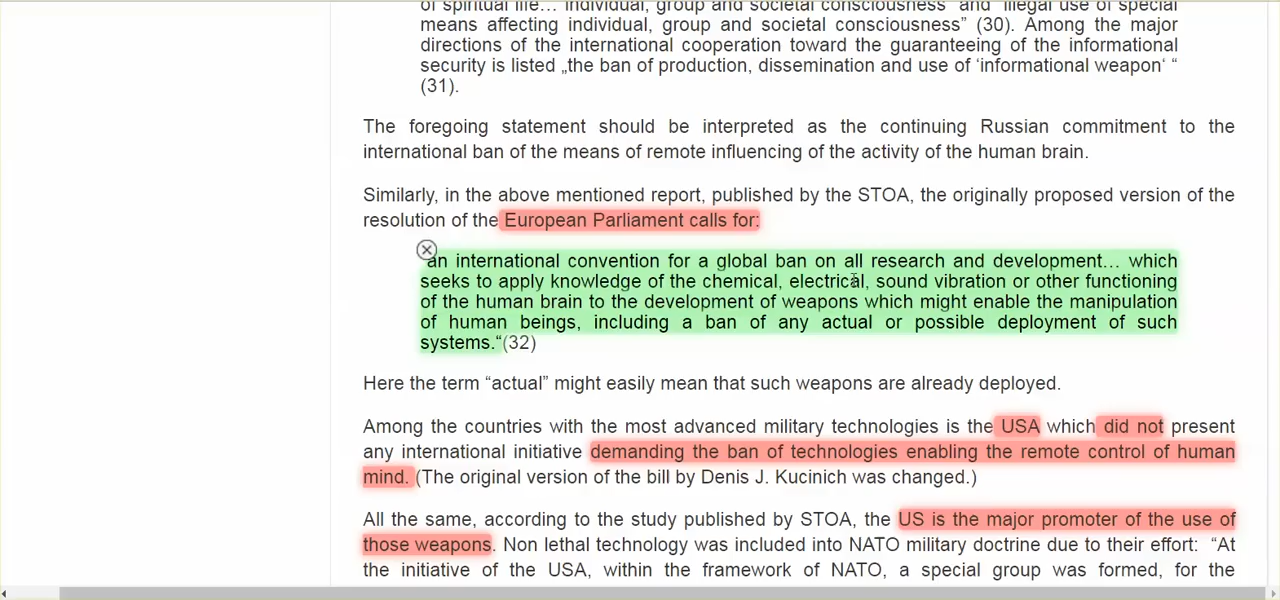 of spiritual life… individual, group and societal consciousness“ and “illegal use of special
means affecting individual, group and societal consciousness” (30). Among the major
directions of the international cooperation toward the guaranteeing of the informational
security is listed „the ban of production, dissemination and use of ‘informational weapon‘ “
(31).
The foregoing statement should be interpreted as the continuing Russian commitment to the
international ban of the means of remote influencing of the activity of the human brain.
Similarly, in the above mentioned report, published by the STOA, the originally proposed version of the
resolution of the European Parliament calls for:
an international convention for a global ban on all research and development… which
seeks to apply knowledge of the chemical, electrical, sound vibration or other functioning
of the human brain to the development of weapons which might enable the manipulation
of human beings, including a ban of any actual or possible deployment of such
systems.“(32)
Here the term “actual” might easily mean that such weapons are already deployed.
Among the countries with the most advanced military technologies is the USA which did not present
any international initiative demanding the ban of technologies enabling the remote control of human
mind. (The original version of the bill by Denis J. Kucinich was changed.)
All the same, according to the study published by STOA, the US is the major promoter of the use of
those weapons. Non lethal technology was included into NATO military doctrine due to their effort: “At
the initiative of the USA, within the framework of NATO, a special group was formed, for the